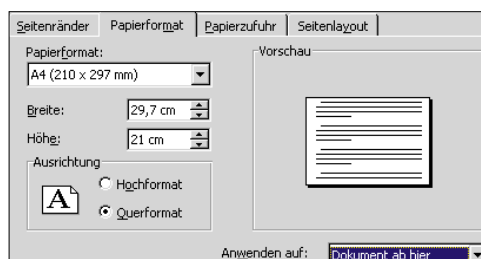 Seitenränder Papierformat Papierzufuhr Seitenlayout
Papierformat: Vorschau
A4 (210 x 297 mm)
Breite: 29,7 cm
Höhe: 21 cm
Ausrichtung
A
Hochformat
Querformat
Anwenden auf: Dokument ab hier